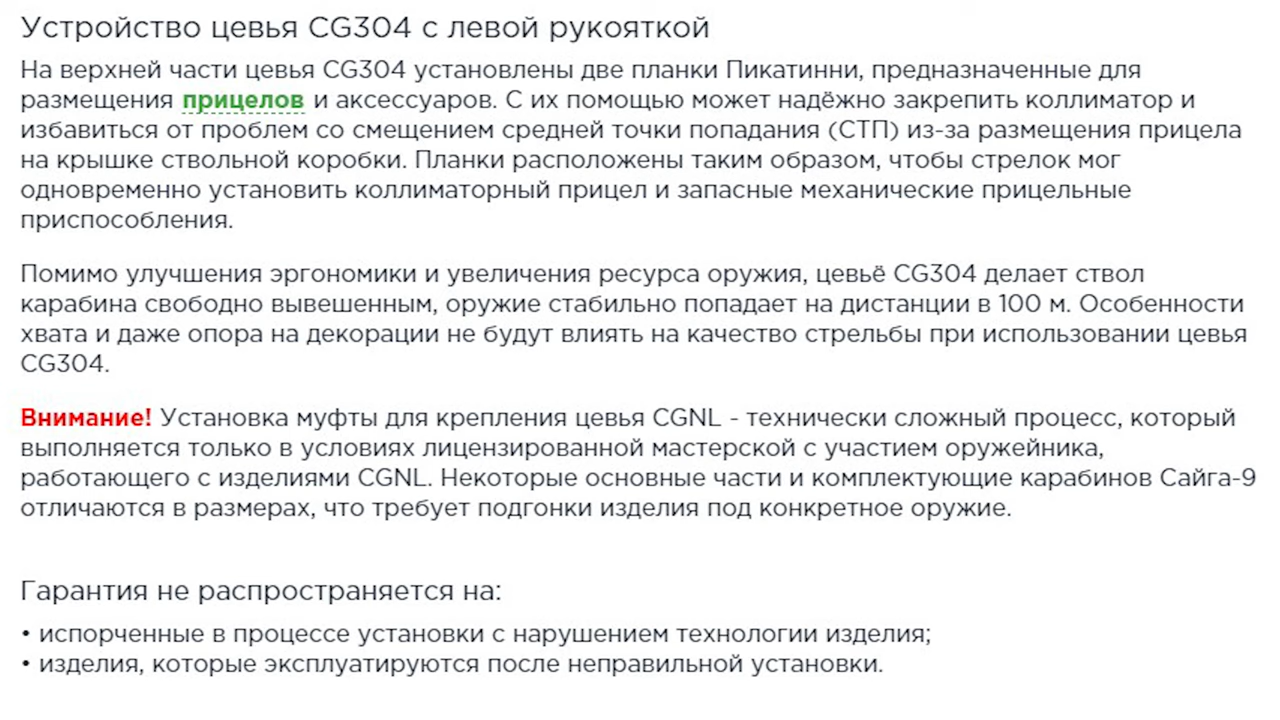 Устройство цевья CG304 с левой рукояткой
На верхней части цевья CG304 установлены две планки Пикатинни, предназначенные для
размещения прицелов и аксессуаров. С их помощью может надёжно закрепить коллиматор и
избавиться от проблем со смещением средней точки попадания (СТП) из-за размещения прицела
на крышке ствольной коробки. Планки расположены таким образом, чтобы стрелок мог
одновременно установить коллиматорный прицел и запасные механические прицельные
приспособления.
Помимо улучшения эргономики и увеличения ресурса оружия, цевьё CG304 делает ствол
карабина свободно вывешенным, оружие стабильно попадает на дистанции в 100 м. Особенности
хвата и даже опора на декорации не будут влиять на качество стрельбы при использовании цевья
CG304.
Внимание! Установка муфты для крепления цевья CGNL - технически сложный процесс, который
выполняется только в условиях лицензированной мастерской с участием оружейника,
работающего с изделиями CGNL. Некоторые основные части и комплектующие карабинов Сайга-9
отличаются в размерах, что требует подгонки изделия под конкретное оружие.
Гарантия не распространяется на:
• испорченные в процессе установки с нарушением технологии изделия;
• изделия, которые эксплуатируются после неправильной установки.